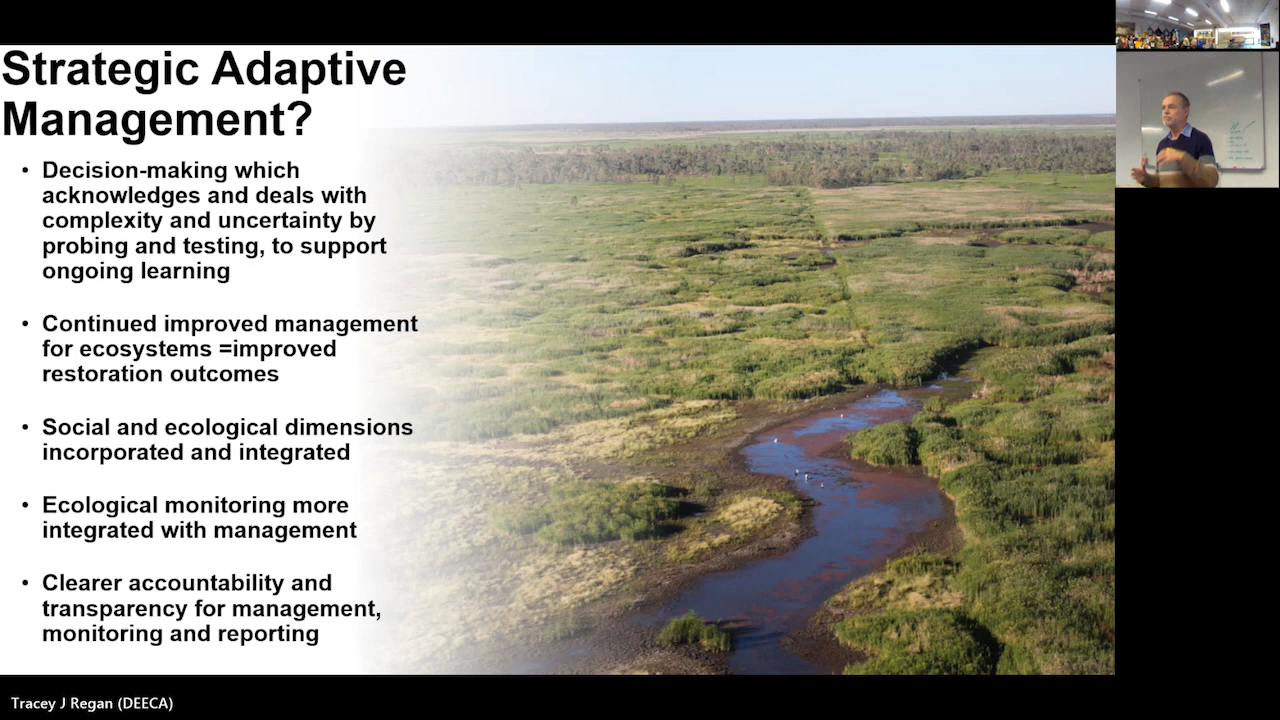 Strategic Adaptive
Management?
• Decision-making which
acknowledges and deals with
complexity and uncertainty by
probing and testing, to support
ongoing learning
• Continued improved management
for ecosystems =improved
restoration outcomes
• Social and ecological dimensions
incorporated and integrated
• Ecological monitoring more
integrated with management
• Clearer accountability and
transparency for management,
monitoring and reporting
Tracey J Regan (DEECA)